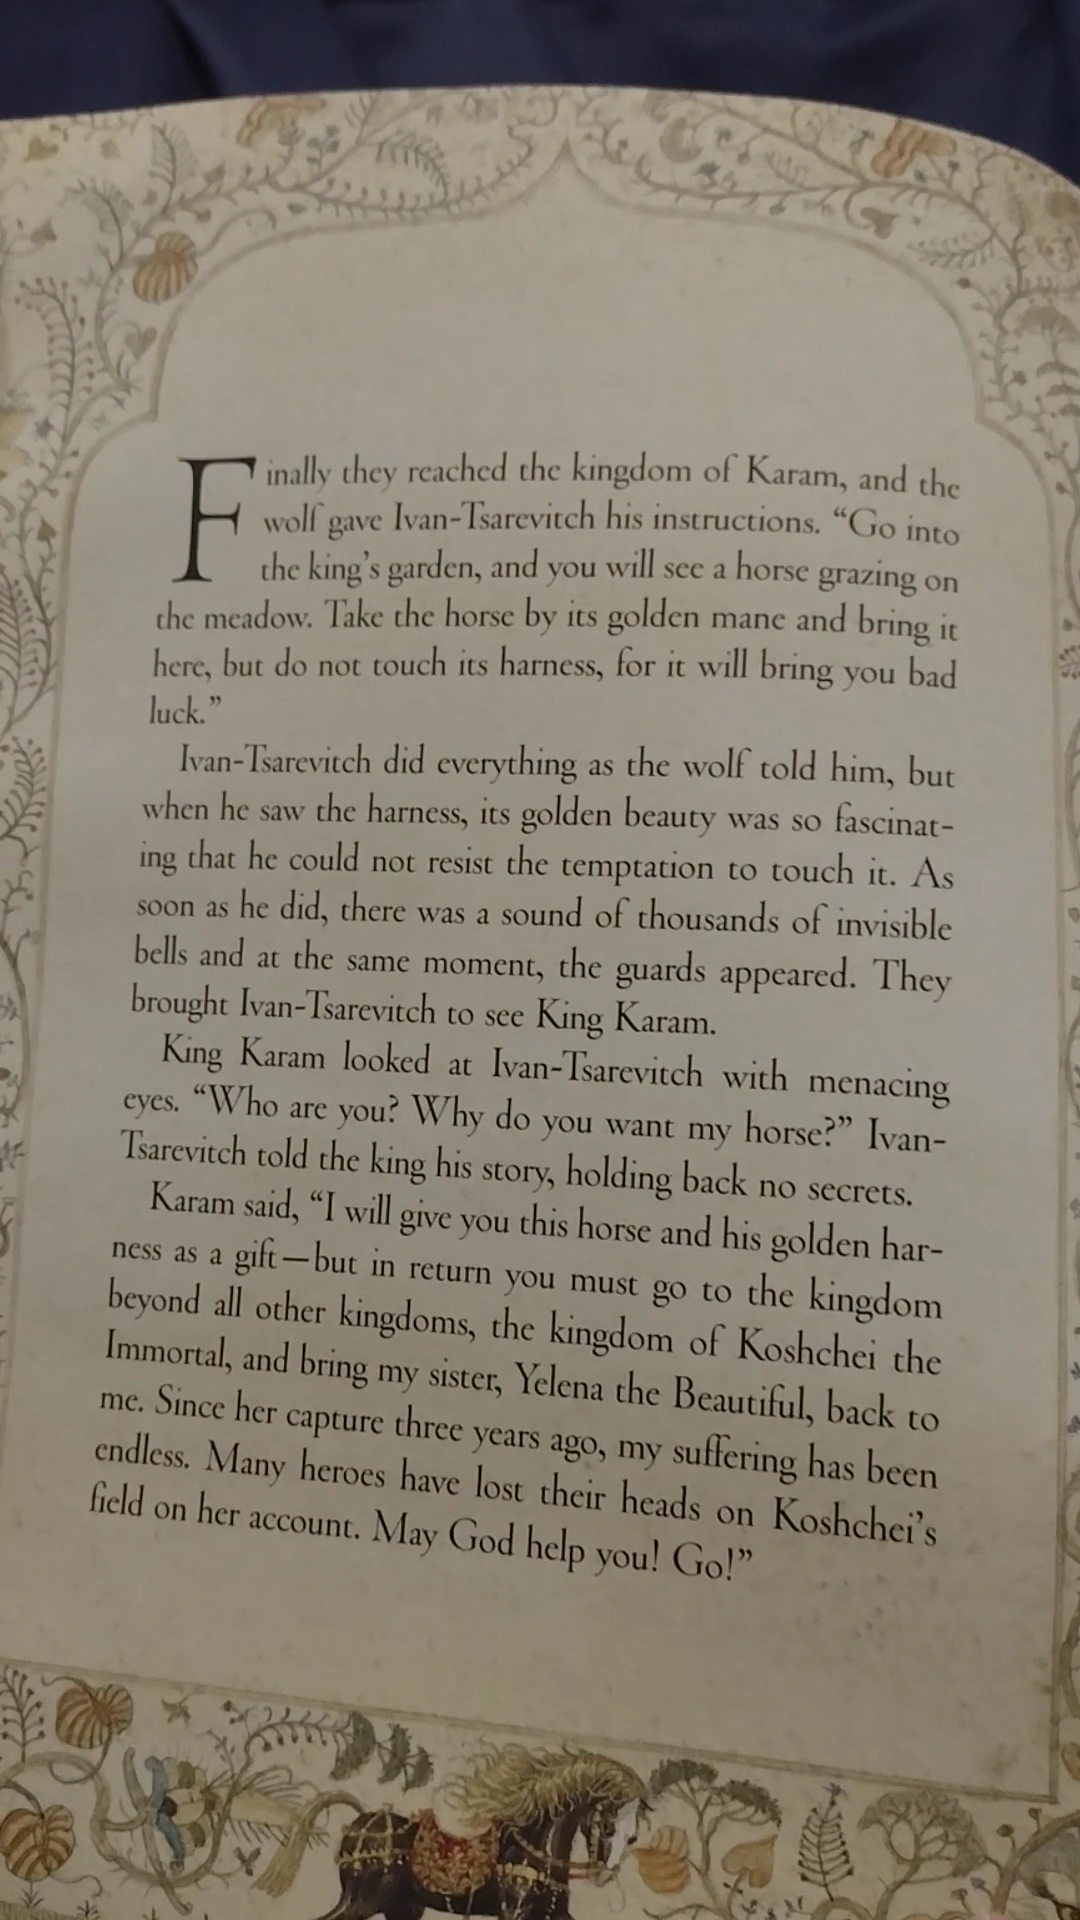 Finally they reached the kingdom of Karam, and the
wolf gave Ivan-Tsarevitch his instructions. “Go into
the king’s garden, and you will see a horse grazing on
the meadow. Take the horse by its golden mane and bring it
here, but do not touch its harness, for it will bring you bad
luck.”
Ivan-Tsarevitch did everything as the wolf told him, but
when he saw the harness, its golden beauty was so fascinat-
ing that he could not resist the temptation to touch it. As
soon as he did, there was a sound of thousands of invisible
bells and at the same moment, the guards appeared. They
brought Ivan-Tsarevitch to see King Karam.
King Karam looked at Ivan-Tsarevitch with menacing
eyes. “Who are you? Why do you want my horse?” Ivan-
Tsarevitch told the king his story, holding back no secrets.
Karam said, “I will give you this horse and his golden har-
ness as a gift—but in return you must go to the kingdom
beyond all other kingdoms, the kingdom of Koshchei the
Immortal, and bring my sister, Yelena the Beautiful, back to
me. Since her capture three years ago, my suffering has been
endless. Many heroes have lost their heads on Koshchei’s
field on her account. May God help you! Go!”